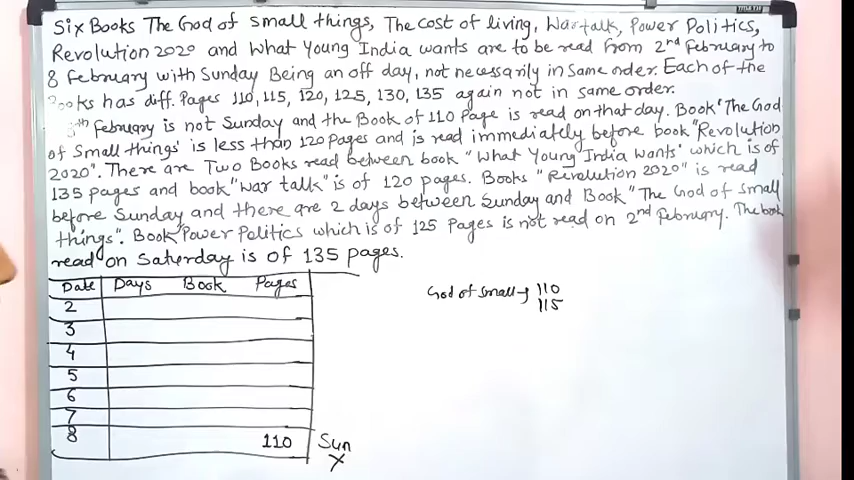 Six Books The God of small things, The cost of living, War talk, Power Politics,
Revolution 2020 and What Young India wants are to be read from 2nd February to
8 february with Sunday Being an off day, not necessarily in Same order. Each of the
Books has diff. Pages 110, 115, 120, 125, 130, 135 again not in same order.
8th February is not Sunday and the Book of 110 Page is read on that day. Book 'The God
of Small things' is less than 120 Pages and is read immediately before book "Revolution
2020". There are Two Books read between book "What Young India Wants' which is of
135 pages and book "War talk" is of 120 pages. Books "Revolution 2020" is read
before Sunday and there are 2 days between Sunday and Book "The God of Small
things". Book "Power Politics which is of 125 Pages is not read on 2nd February. The book
read on Saturday is of 135 pages.
Date Days Book Pages
2
3
4
5
6
7
8 110 Sun
X
God of small → 110
115